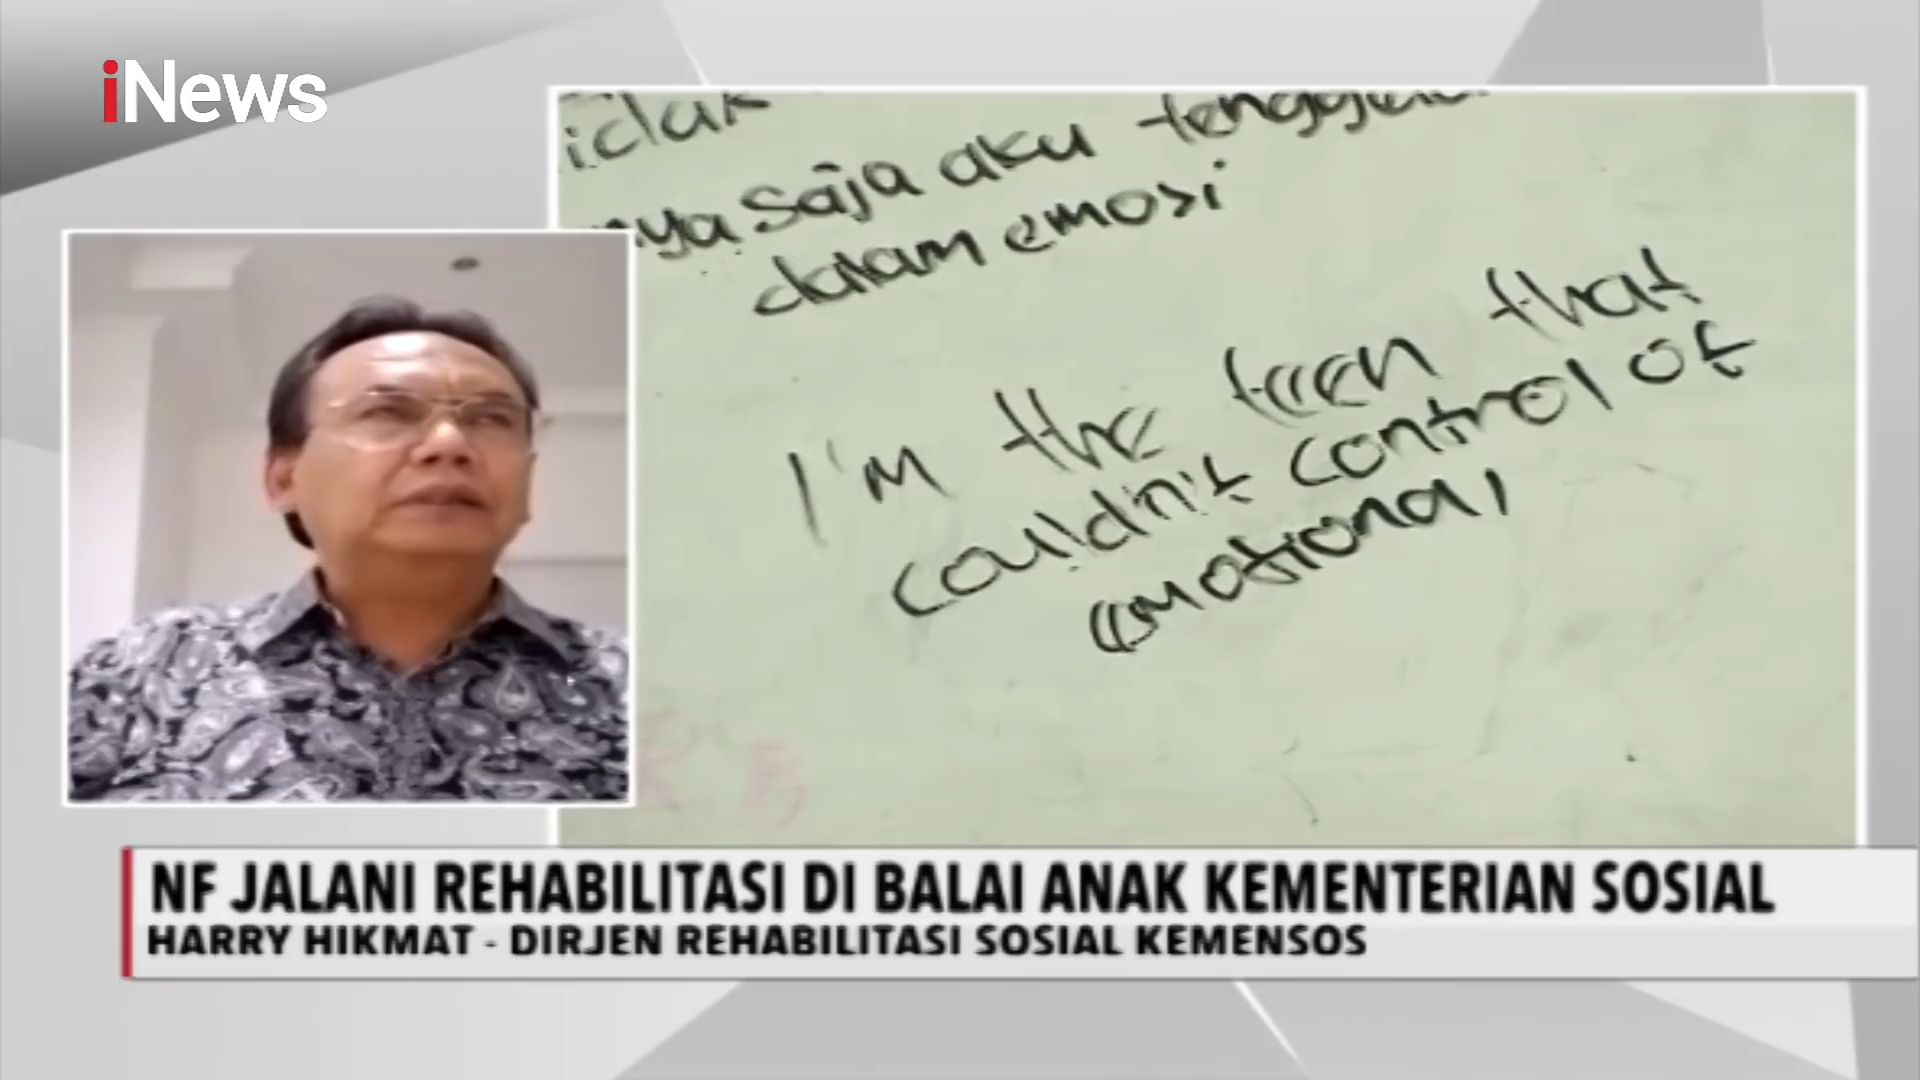 iNews
nya saja aku
dalam emosi
I'm the teen that
couldn't control of
emotional
NF JALANI REHABILITASI DI BALAI ANAK KEMENTERIAN SOSIAL
HARRY HIKMAT - DIRJEN REHABILITASI SOSIAL KEMENSOS